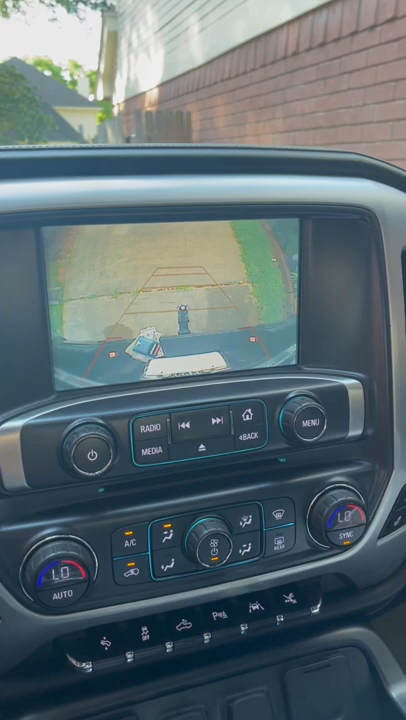 RADIO
MENU
MEDIA
BACK
A/C
REAR
LO
AUTO
LO
SYNC